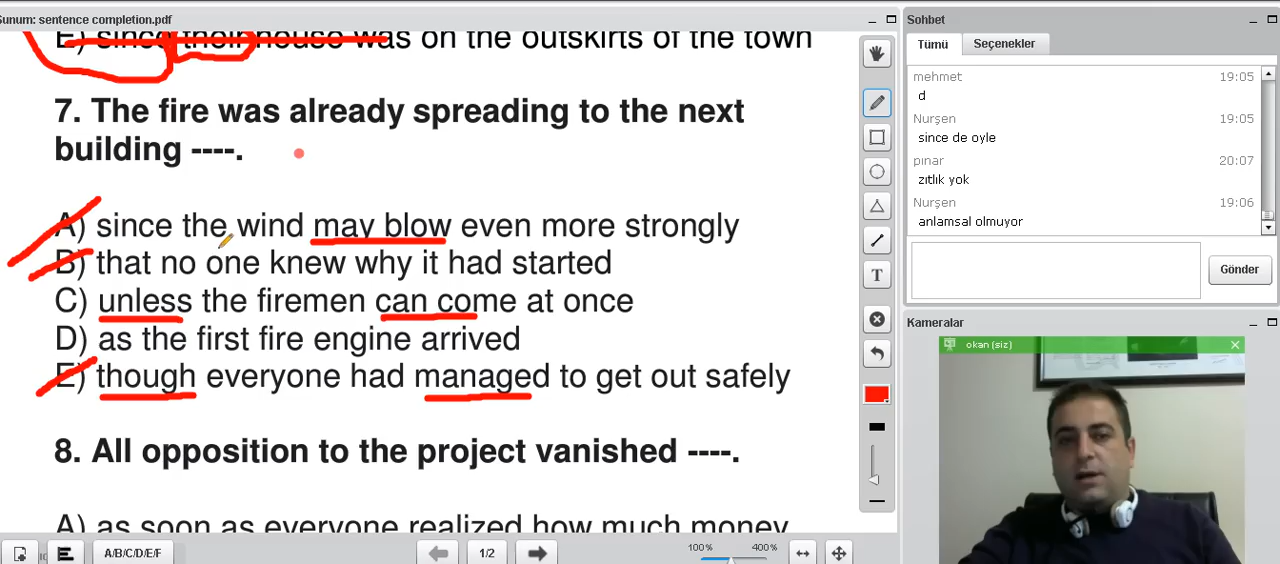 Sunum: sentence completion.pdf
E) since their house was on the outskirts of the town
7. The fire was already spreading to the next
building ----.
A) since the wind may blow even more strongly
B) that no one knew why it had started
C) unless the firemen can come at once
D) as the first fire engine arrived
E) though everyone had managed to get out safely
8. All opposition to the project vanished ----.
A) as soon as everyone realized how much money
A/B/C/D/E/F
1/2
100%
400%
T
Sohbet
Tümü
Seçenekler
mehmet 19:05
d
Nurşen 19:05
since de oyle
pınar 20:07
zıtlık yok
Nurşen 19:06
anlamsal olmuyor
Gönder
Kameralar
okan (siz)